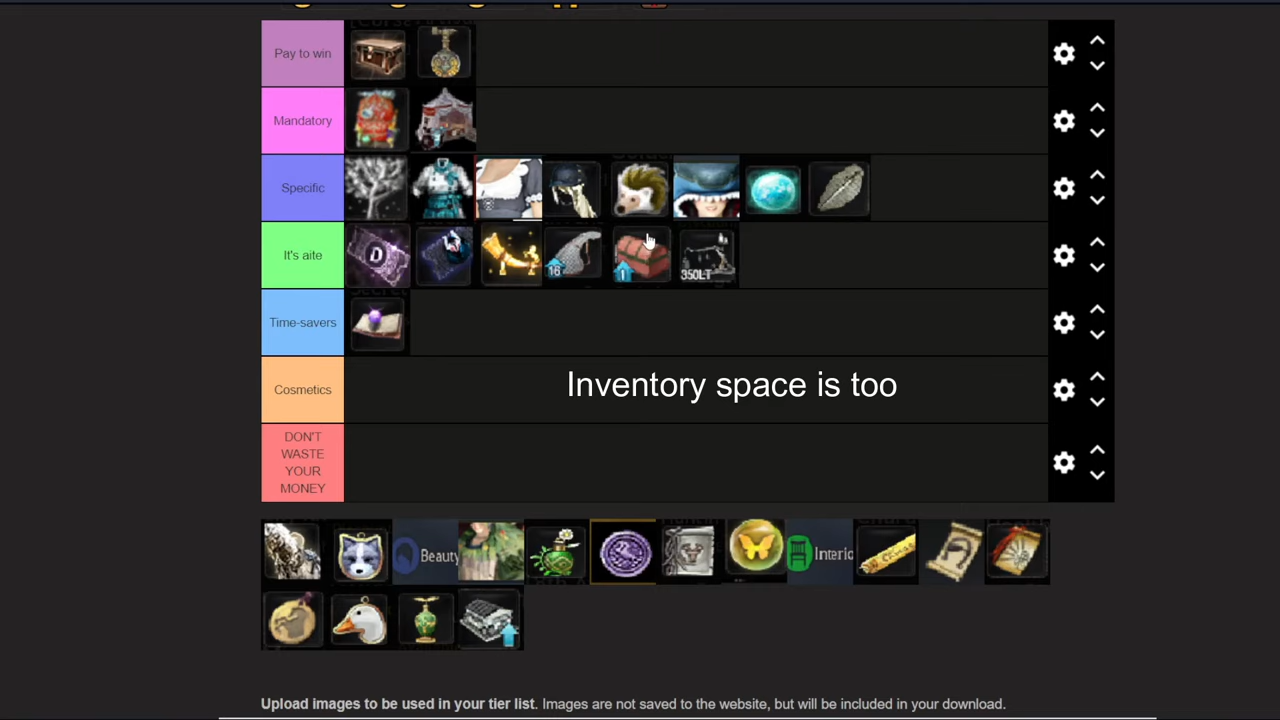 Pay to win
Mandatory
Specific
It's aite
D
16
1
350LT
Time-savers
Cosmetics
Inventory space is too
DON'T
WASTE
YOUR
MONEY
Beauty
Interio
Upload images to be used in your tier list. Images are not saved to the website, but will be included in your download.